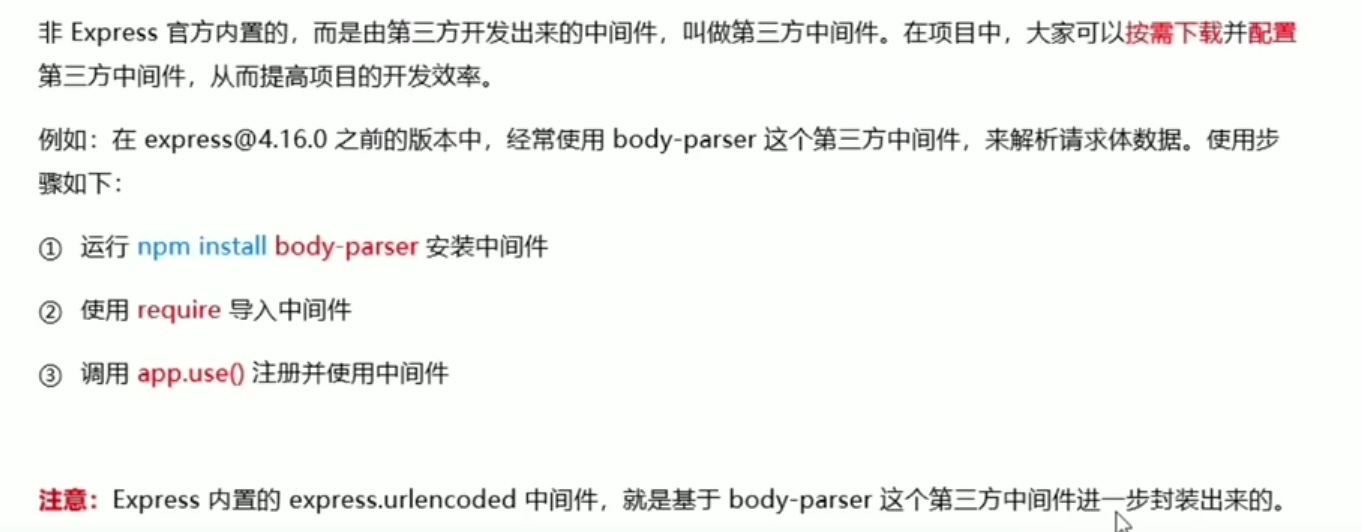 非 Express 官方内置的，而是由第三方开发出来的中间件，叫做第三方中间件。在项目中，大家可以按需下载并配置
第三方中间件，从而提高项目的开发效率。
例如：在 express@4.16.0 之前的版本中，经常使用 body-parser 这个第三方中间件，来解析请求体数据。使用步
骤如下：
① 运行 npm install body-parser 安装中间件
② 使用 require 导入中间件
③ 调用 app.use() 注册并使用中间件
注意：Express 内置的 express.urlencoded 中间件，就是基于 body-parser 这个第三方中间件进一步封装出来的。